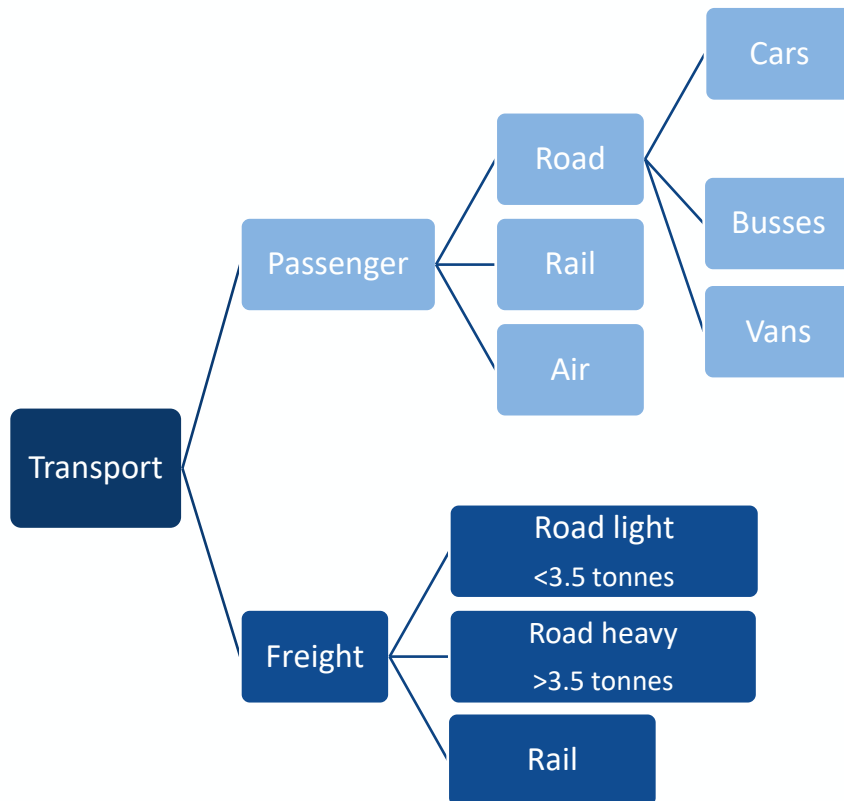 Cars
Road
Busses
Passenger
Rail
Vans
Air
Transport
Road light
<3.5 tonnes
Road heavy
>3.5 tonnes
Freight
Rail